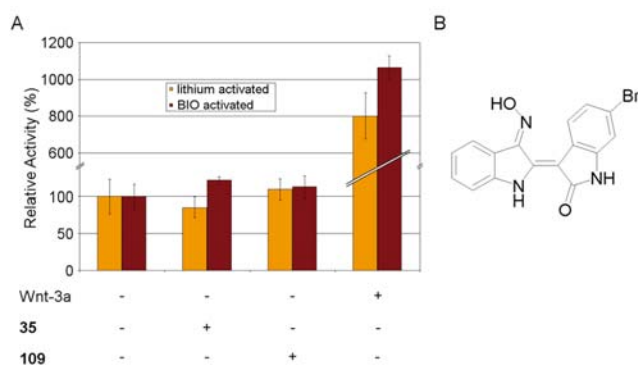 A
B
Relative Activity (%)
1200
1000
800
600
100
50
0
lithium activated
BIO activated
Wnt-3a - - - +
35 - + - -
109 - - + -
HO
N
NH
O
NH
Br